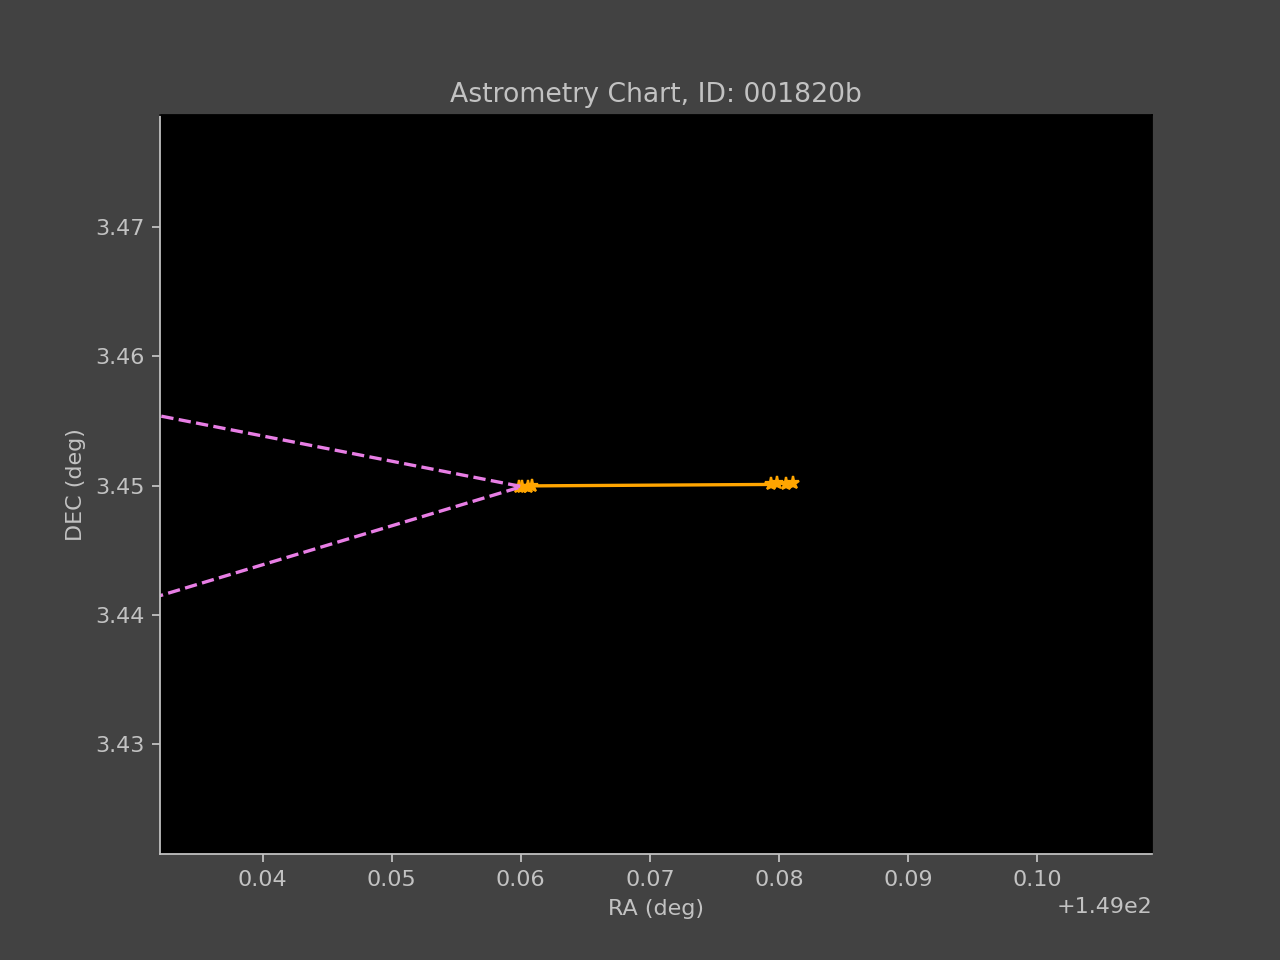 Astrometry Chart, ID: 001820b
3.47
3.46
3.45
3.44
3.43
DEC (deg)
0.04 0.05 0.06 0.07 0.08 0.09 0.10
RA (deg)
+1.49e2